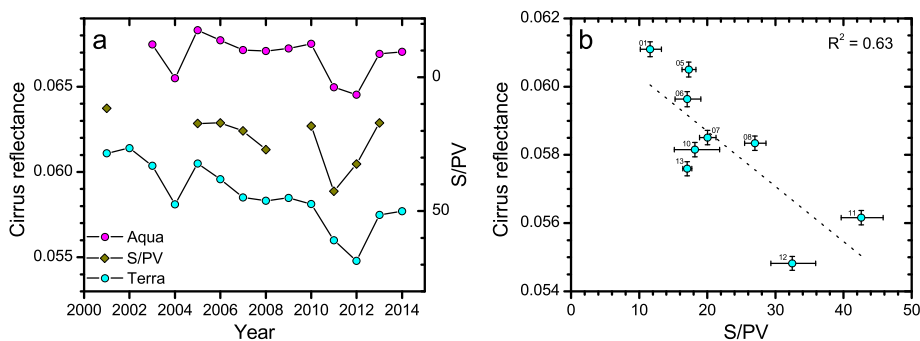 a
Cirrus reflectance
0.065
0.060
0.055
0
50
S/PV
Aqua
S/PV
Terra
2000 2002 2004 2006 2008 2010 2012 2014
Year
b
R² = 0.63
Cirrus reflectance
0.062
0.060
0.058
0.056
0.054
01
05
06
07
08
10
13
11
12
0 10 20 30 40 50
S/PV